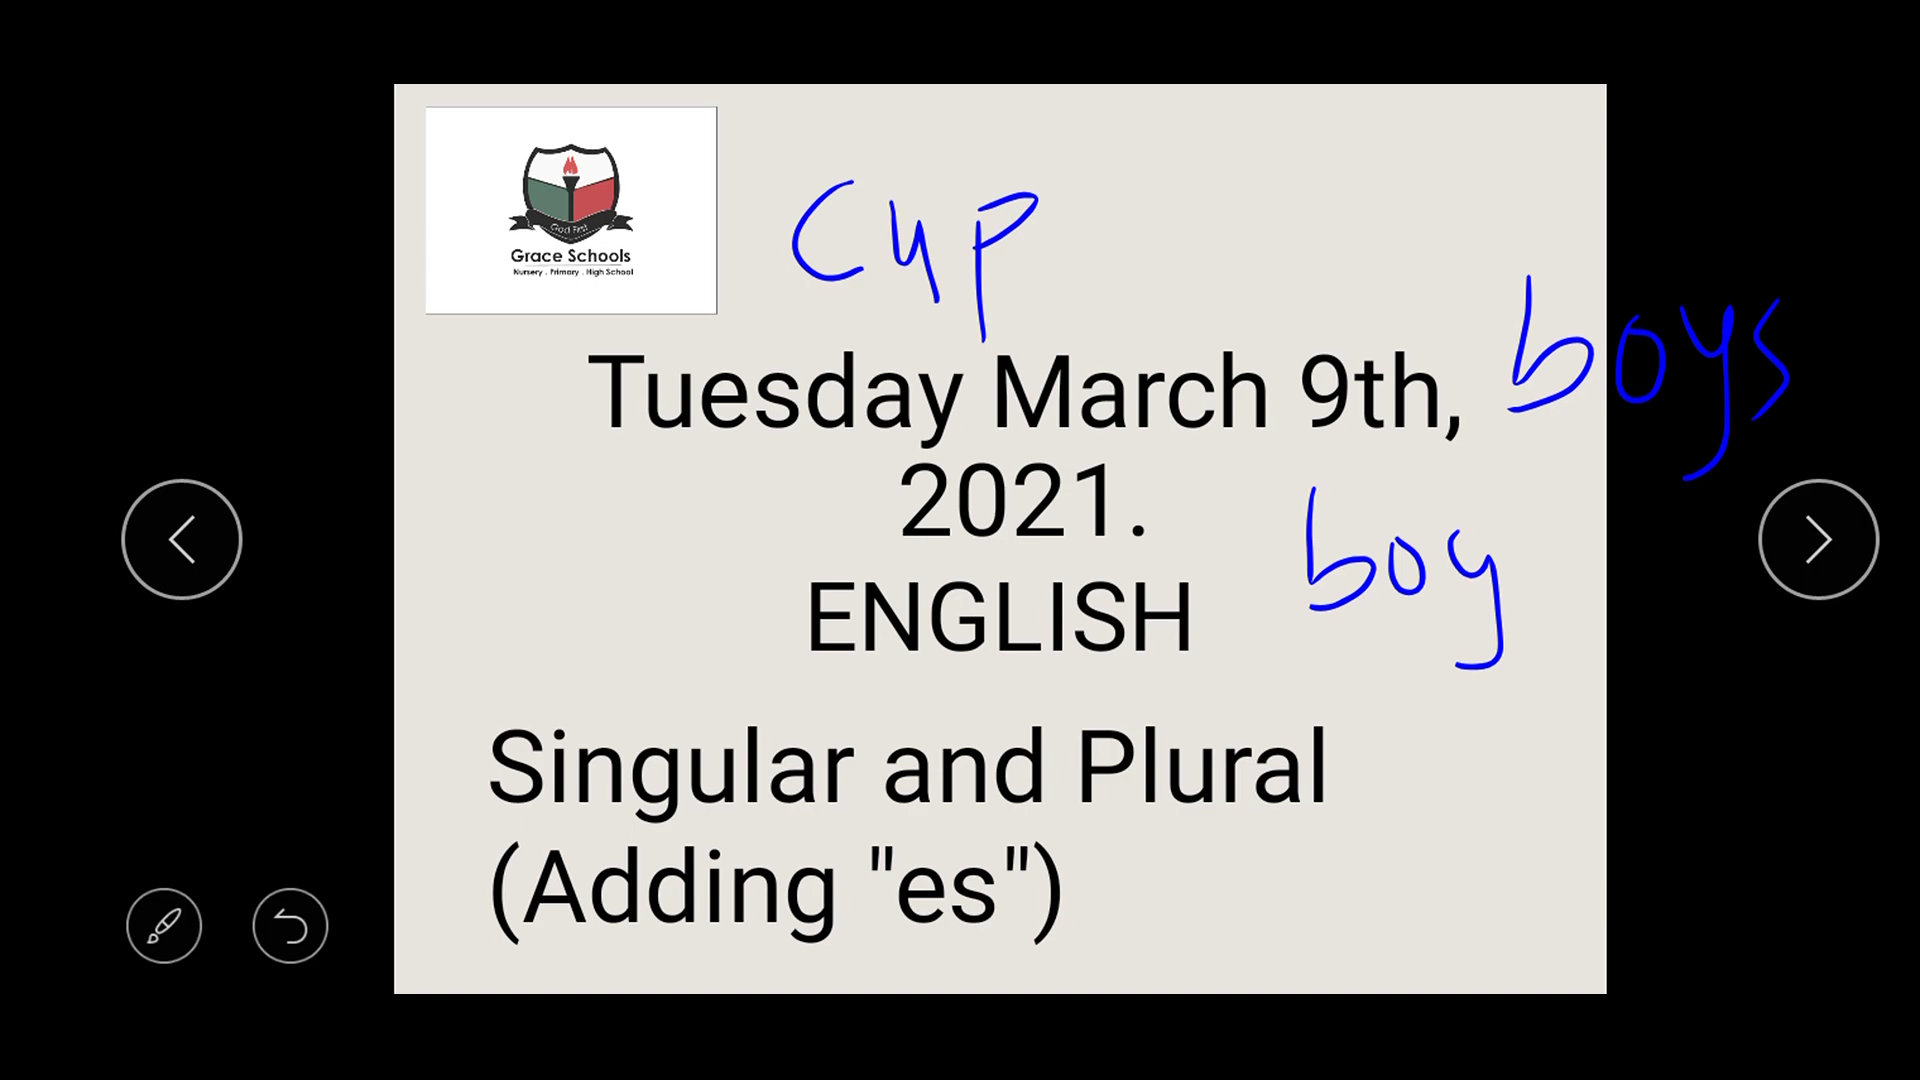 God First
Grace Schools
Nursery . Primary . High School
cup
Tuesday March 9th,
boys
2021.
boy
ENGLISH
Singular and Plural
(Adding "es")